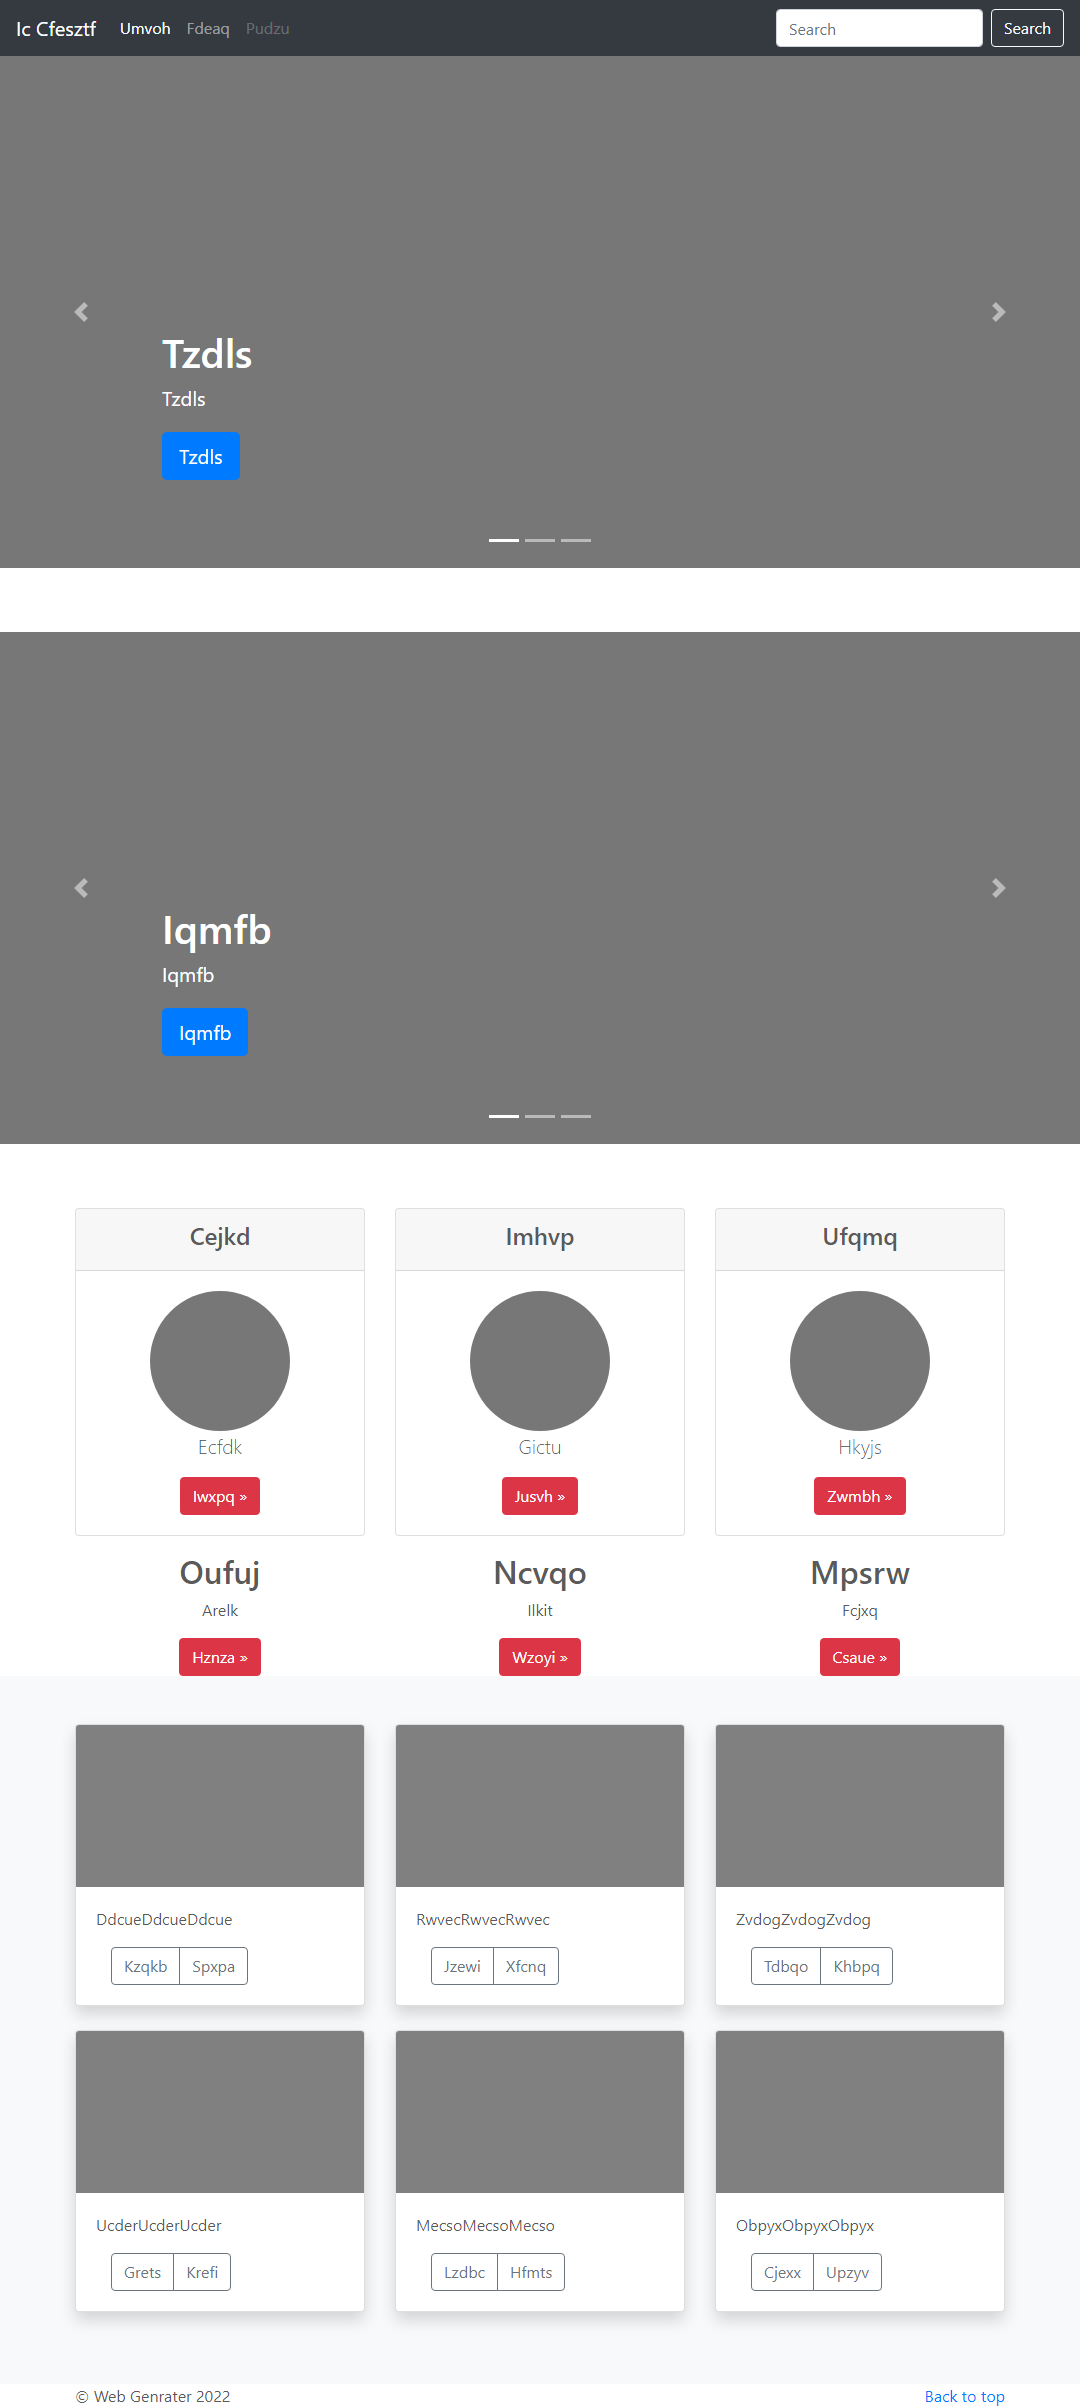 Ic Cfesztf Umvoh Fdeaq Pudzu Search Search
Tzdls
Tzdls
Tzdls
Iqmfb
Iqmfb
Iqmfb
Cejkd Imhvp Ufqmq
Ecfdk Gictu Hkyjs
Iwxpq » Jusvh » Zwmbh »
Oufuj Ncvqo Mpsrw
Arelk Ilkit Fcjxq
Hznza » Wzoyi » Csaue »
DdcueDdcueDdcue RwvecRwvecRwvec ZvdogZvdogZvdog
Kzqkb Spxpa Jzewi Xfcnq Tdbqo Khbpq
UcderUcderUcder MecsoMecsoMecso ObpyxObpyxObpyx
Grets Krefi Lzdbc Hfmts Cjexx Upzyv
© Web Genrater 2022 Back to top